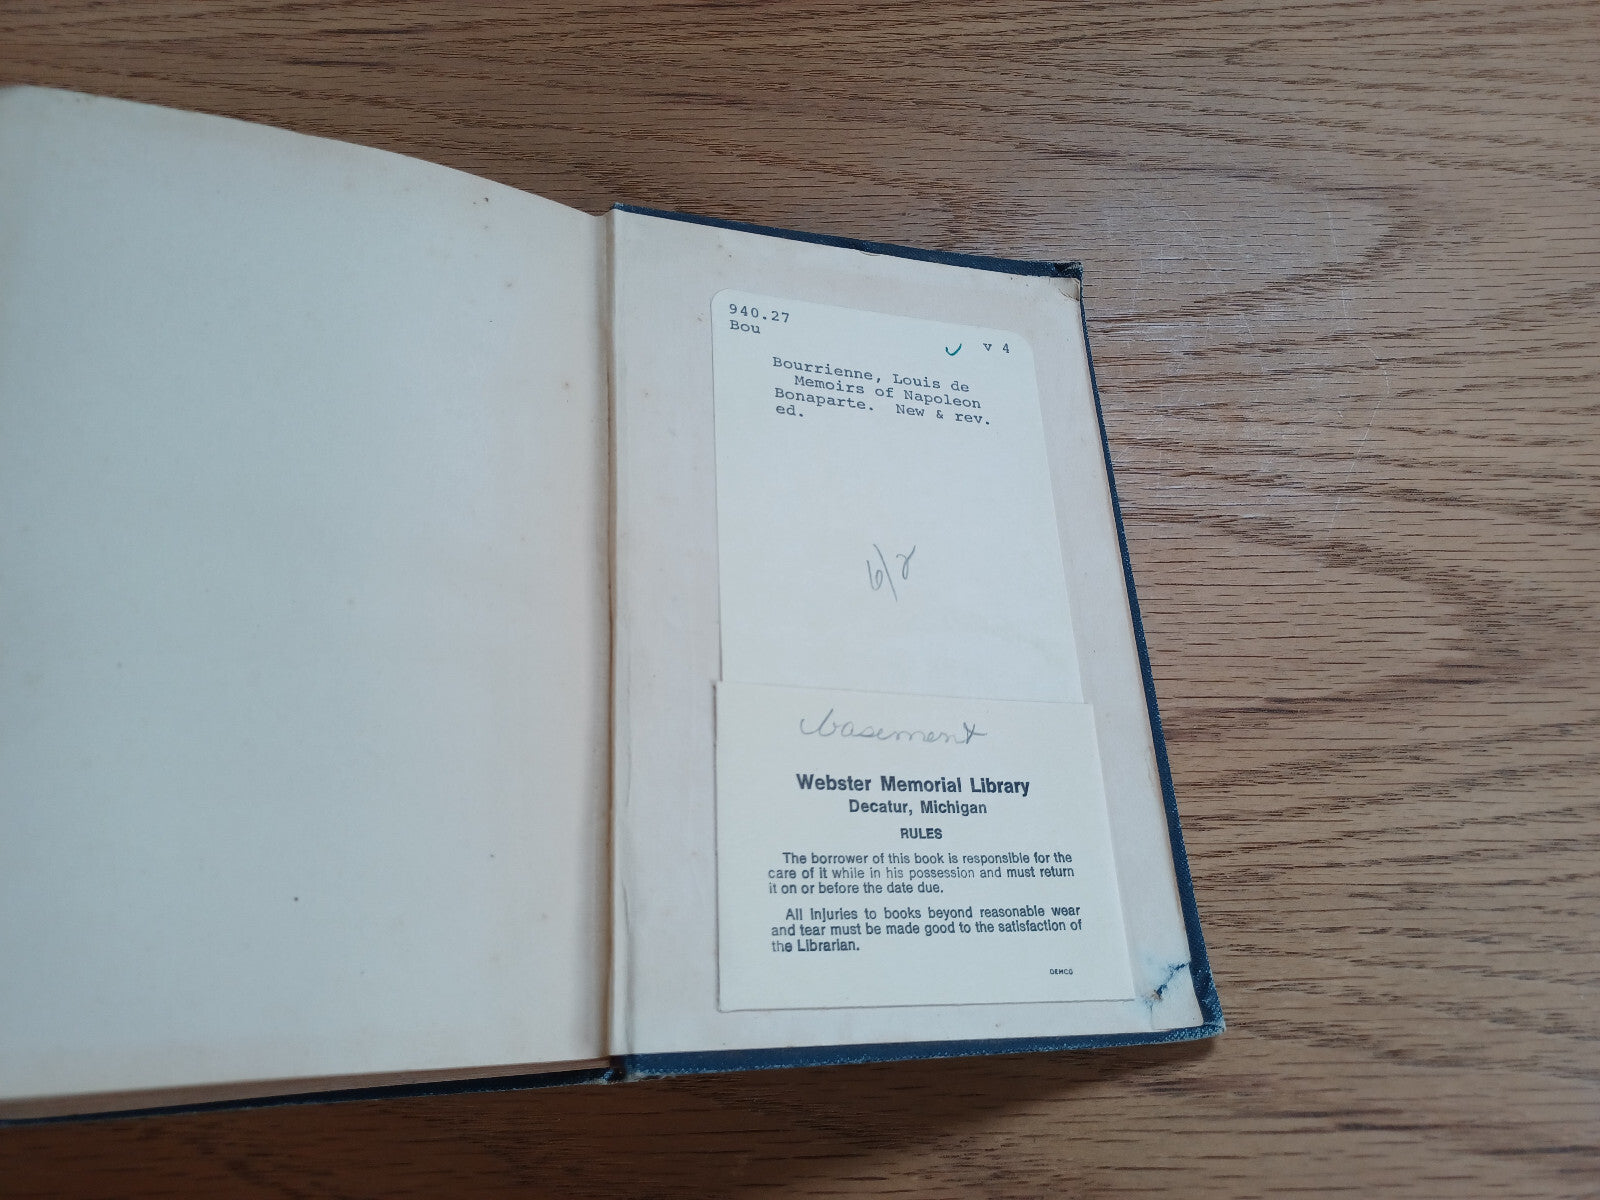 940.27
Bou
v 4
Bourrienne, Louis de
Memoirs of Napoleon
Bonaparte. New & rev.
ed.
basement
Webster Memorial Library
Decatur, Michigan
RULES
The borrower of this book is responsible for the
care of it while in his possession and must return
it on or before the date due.
All injuries to books beyond reasonable wear
and tear must be made good to the satisfaction of
the Librarian.
DEMCO